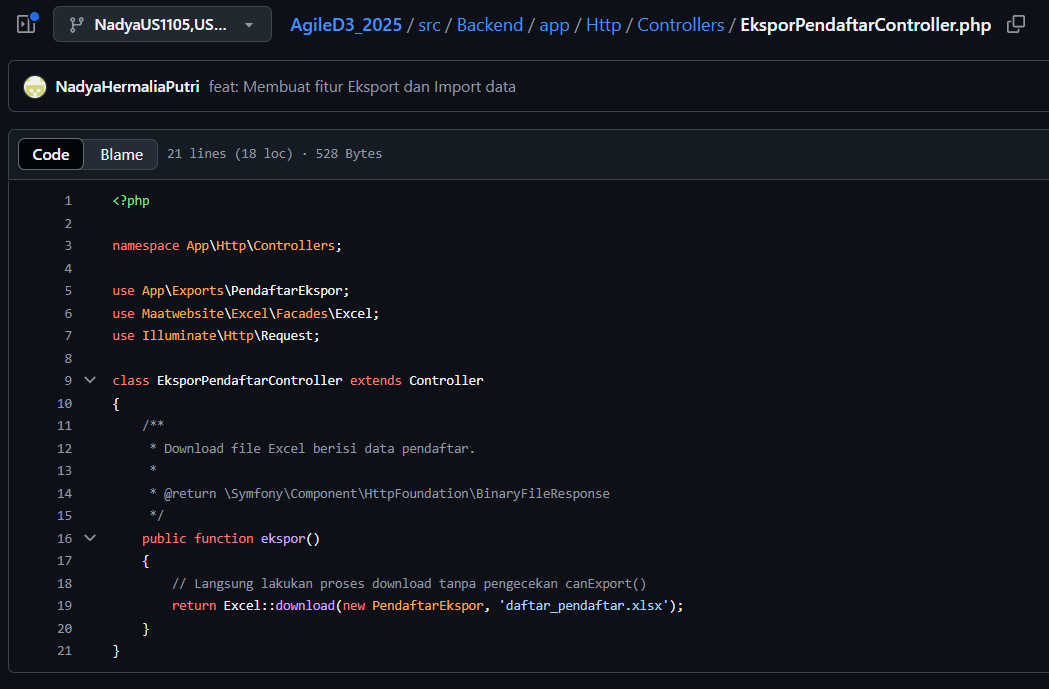 NadyaUS1105,US...
AgileD3_2025 / src / Backend / app / Http / Controllers / EksporPendaftarController.php
NadyaHermaliaPutri feat: Membuat fitur Eksport dan Import data
Code Blame 21 lines (18 loc) · 528 Bytes
1 <?php
2
3 namespace App\Http\Controllers;
4
5 use App\Exports\PendaftarEkspor;
6 use Maatwebsite\Excel\Facades\Excel;
7 use Illuminate\Http\Request;
8
9 class EksporPendaftarController extends Controller
10 {
11 /**
12 * Download file Excel berisi data pendaftar.
13 *
14 * @return \Symfony\Component\HttpFoundation\BinaryFileResponse
15 */
16 public function ekspor()
17 {
18 // Langsung lakukan proses download tanpa pengecekan canExport()
19 return Excel::download(new PendaftarEkspor, 'daftar_pendaftar.xlsx');
20 }
21 }